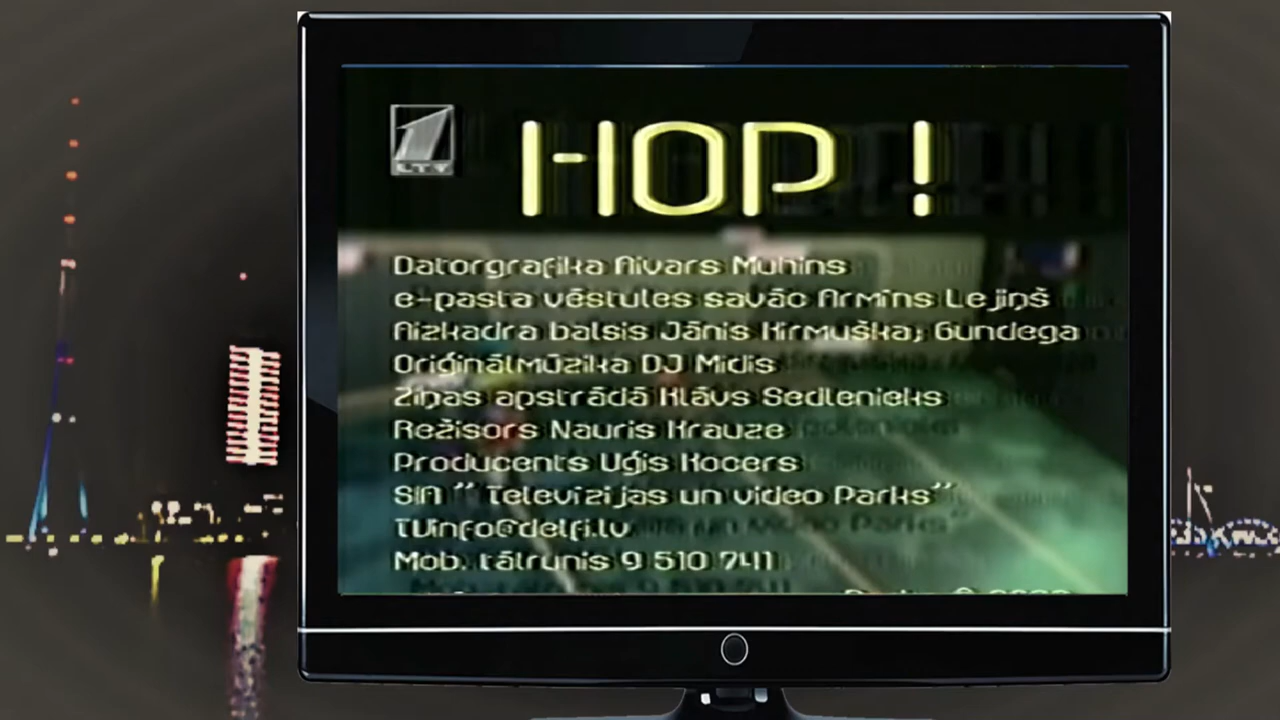 LTV
HOP !
Datorgrafika Aivars Muhins
e-pasta vēstules savāc Armīns Lejiņš
Aizkadra balsis Jānis Kirmuška, Gundega
Oriģinālmūzika DJ Midis
Ziņas apstrādā Klāvs Sedlenieks
Režisors Nauris Krauze
Producents Uģis Kocers
SIA " Televīzijas un video Parks"
TVinfo@delfi.lv
Mob. tālrunis 9 510 741